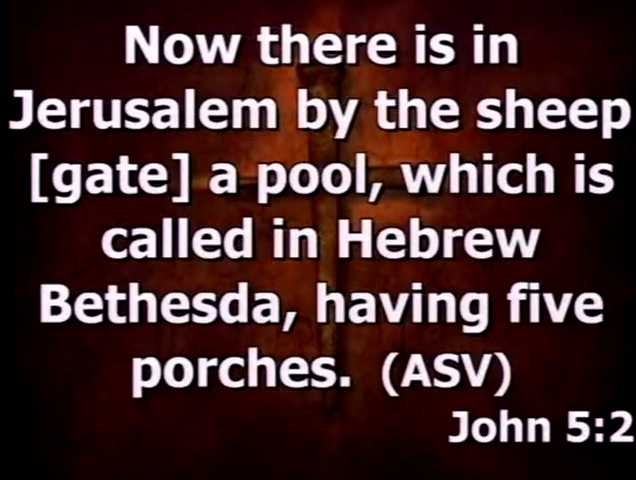 Now there is in
Jerusalem by the sheep
[gate] a pool, which is
called in Hebrew
Bethesda, having five
porches. (ASV)
John 5:2